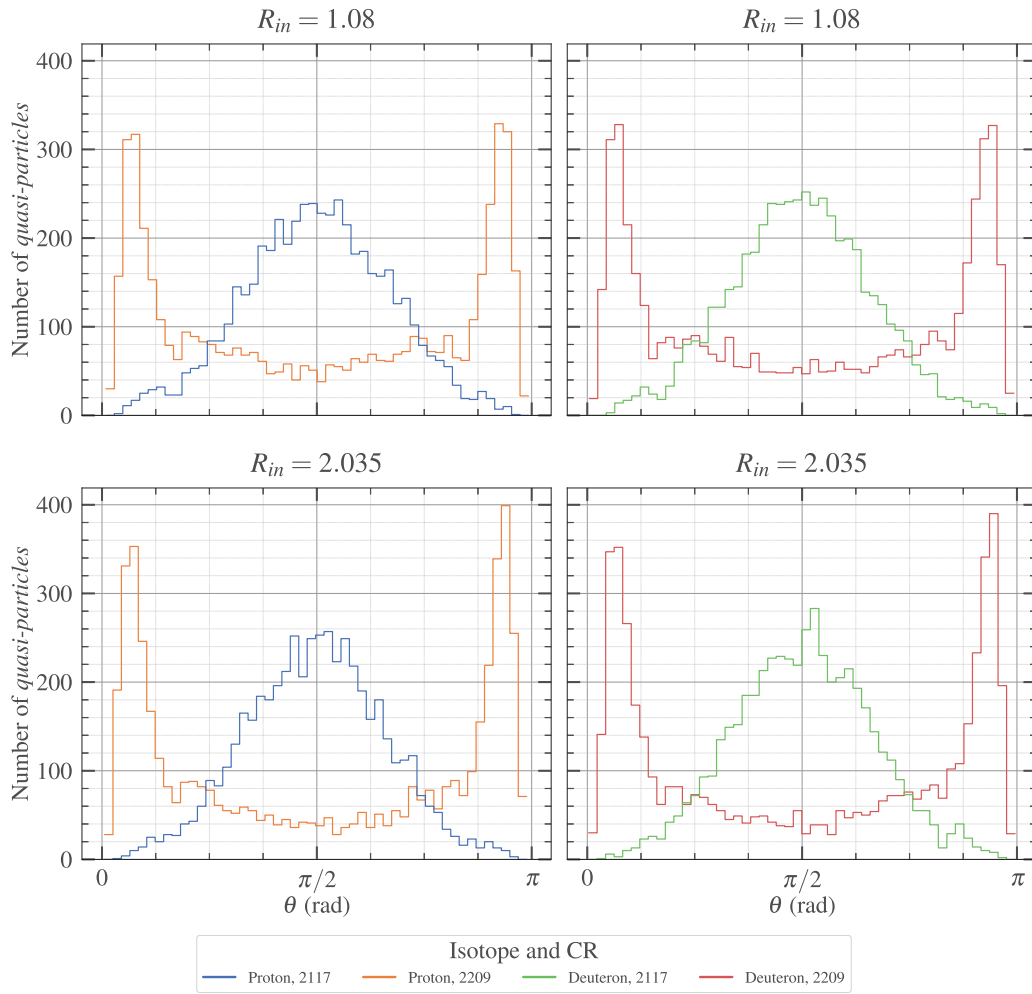 R_in = 1.08
R_in = 1.08
400
300
200
100
0
Number of quasi-particles
R_in = 2.035
R_in = 2.035
400
300
200
100
0
Number of quasi-particles
0 π/2 π
0 π/2 π
θ (rad)
θ (rad)
Isotope and CR
Proton, 2117 Proton, 2209 Deuteron, 2117 Deuteron, 2209